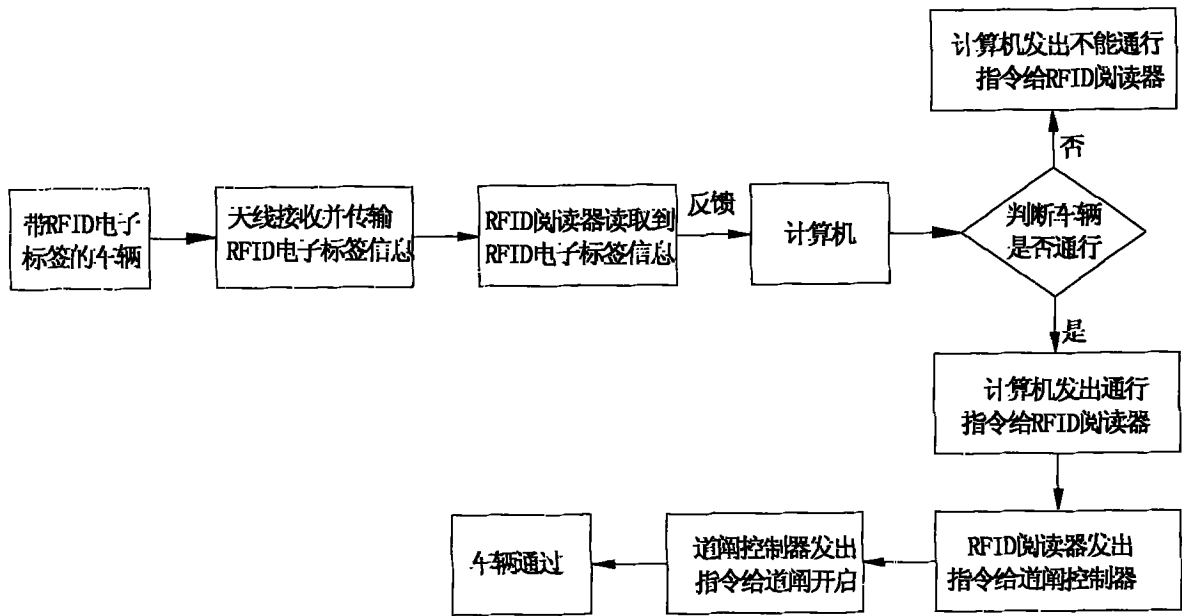 计算机发出不能通行
指令给RFID阅读器
否
带RFID电子
标签的车辆
天线接收并传输
RFID电子标签信息
RFID阅读器读取到
RFID电子标签信息
反馈
计算机
判断车辆
是否通行
是
计算机发出通行
指令给RFID阅读器
RFID阅读器发出
指令给道闸控制器
道闸控制器发出
指令给道闸开启
车辆通过